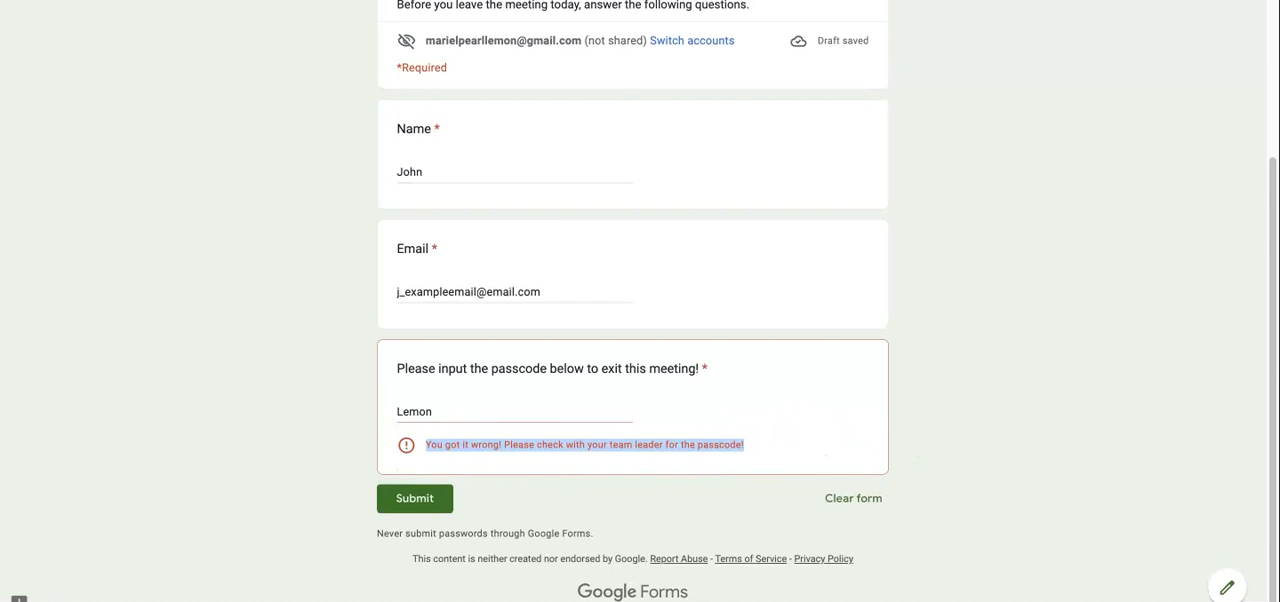 Before you leave the meeting today, answer the following questions.
marielpearllemon@gmail.com (not shared) Switch accounts
Draft saved
*Required
Name *
John
Email *
j_exampleemail@email.com
Please input the passcode below to exit this meeting! *
Lemon
You got it wrong! Please check with your team leader for the passcode!
Submit
Clear form
Never submit passwords through Google Forms.
This content is neither created nor endorsed by Google. Report Abuse - Terms of Service - Privacy Policy
Google Forms